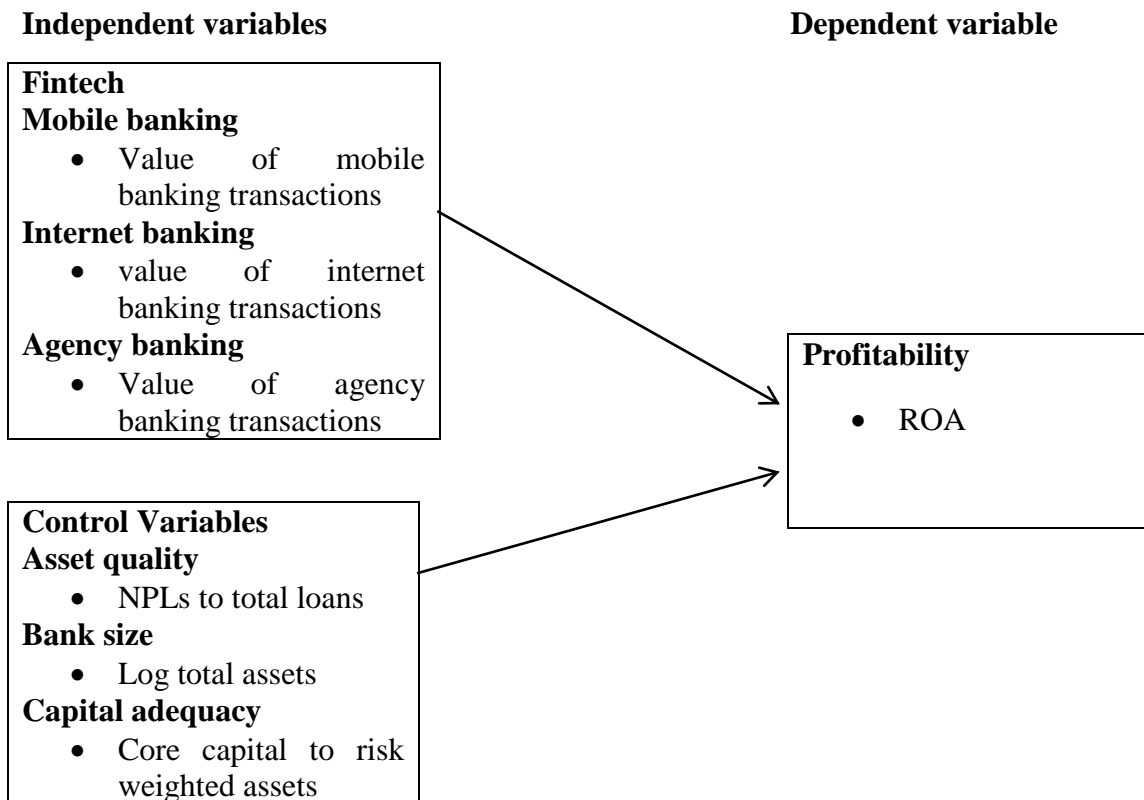 Independent variables
Dependent variable
Fintech
Mobile banking
• Value of mobile
banking transactions
Internet banking
• value of internet
banking transactions
Agency banking
• Value of agency
banking transactions
Profitability
• ROA
Control Variables
Asset quality
• NPLs to total loans
Bank size
• Log total assets
Capital adequacy
• Core capital to risk
weighted assets